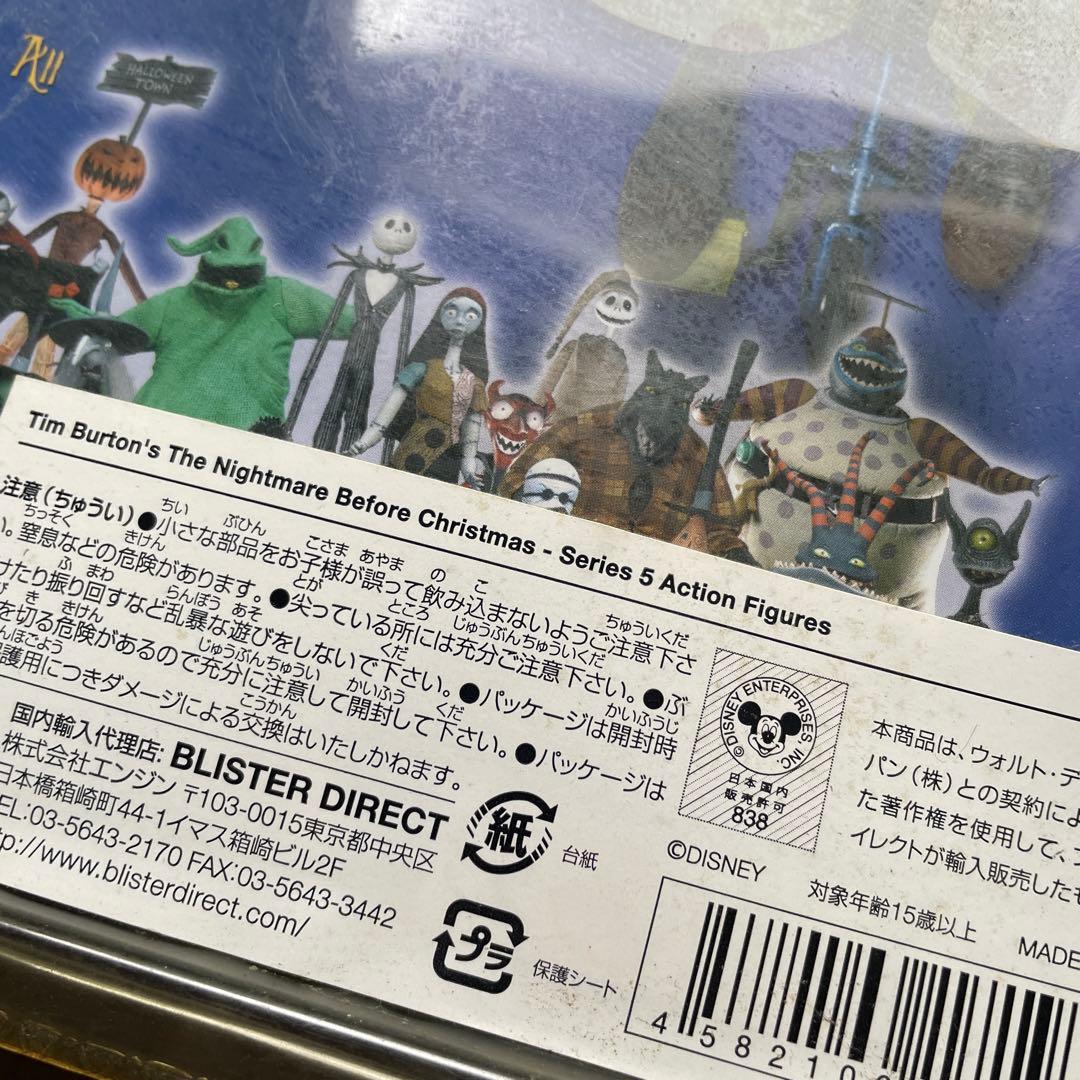 All
HALLOWEEN
TOWN
Tim Burton's The Nightmare Before Christmas - Series 5 Action Figures
注意(ちゅうい)●小さな部品をお子様が誤って飲み込まないようご注意下さ
い。窒息などの危険があります。●尖っている所には充分ご注意下さい。●ぶ
けたり振り回すなど乱暴な遊びをしないで下さい。●パッケージは開封時
を切る危険があるので充分に注意して開封して下さい。●パッケージは
保護用につきダメージによる交換はいたしかねます。
国内輸入代理店: BLISTER DIRECT
株式会社エンジン 〒103-0015東京都中央区
日本橋箱崎町44-1イマス箱崎ビル2F
TEL:03-5643-2170 FAX:03-5643-3442
http://www.blisterdirect.com/
紙
台紙
プラ
保護シート
©DISNEY ENTERPRISES INC
日本国内
販売許可
838
©DISNEY
本商品は、ウォルト・デ
パン(株)との契約によ
た著作権を使用して、ブ
イレクトが輸入販売したも
対象年齢15歳以上
MADE
458210